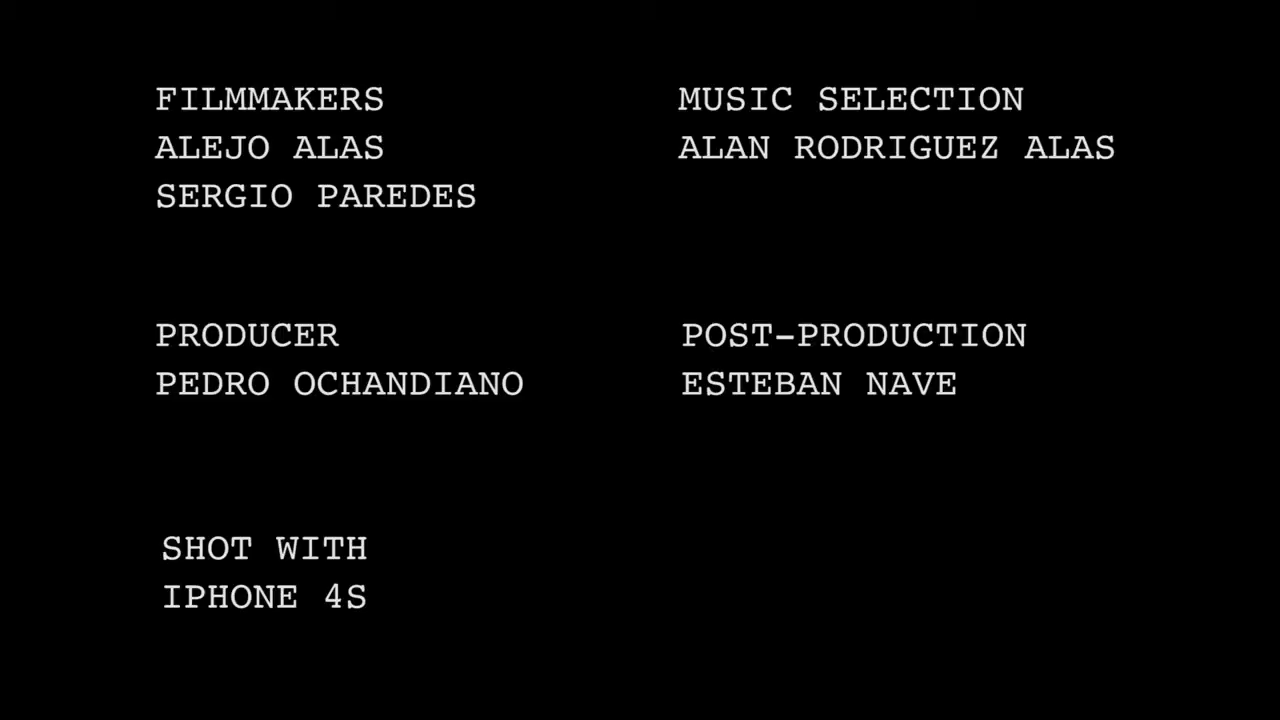 FILMMAKERS
ALEJO ALAS
SERGIO PAREDES
MUSIC SELECTION
ALAN RODRIGUEZ ALAS
PRODUCER
PEDRO OCHANDIANO
POST-PRODUCTION
ESTEBAN NAVE
SHOT WITH
IPHONE 4S